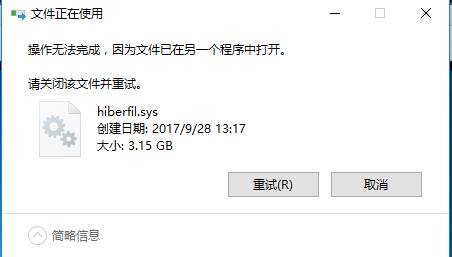 文件正在使用
操作无法完成，因为文件已在另一个程序中打开。
请关闭该文件并重试。
hiberfil.sys
创建日期: 2017/9/28 13:17
大小: 3.15 GB
重试(R)
取消
简略信息